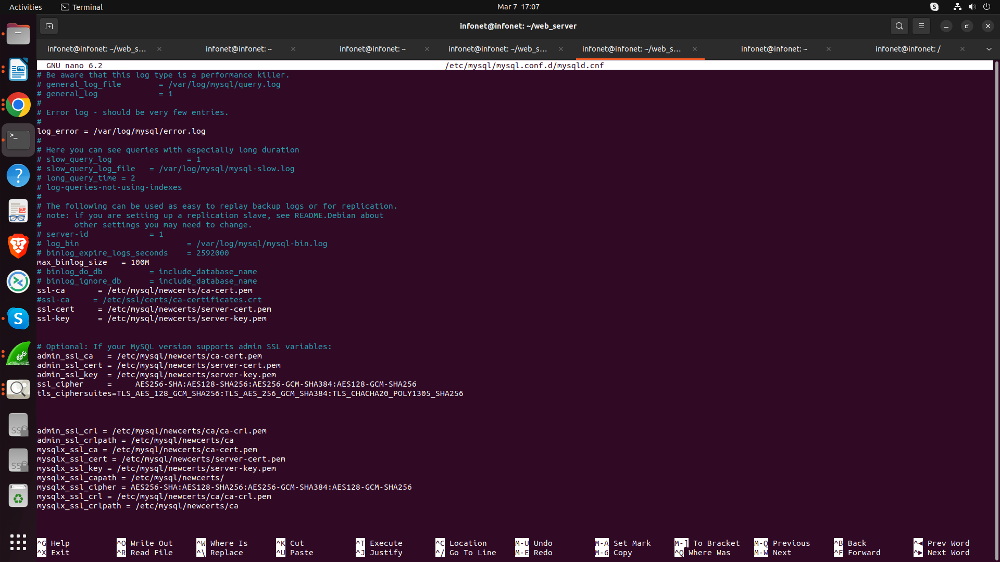 Activities
Terminal
Mar 7 17:07
infonet@infonet: ~/web_server
infonet@infonet: ~/web_s...
infonet@infonet: ~
infonet@infonet: ~
infonet@infonet: ~/web_s...
infonet@infonet: ~/web_s...
infonet@infonet: ~
infonet@infonet: /
GNU nano 6.2 /etc/mysql/mysql.conf.d/mysqld.cnf
# Be aware that this log type is a performance killer.
# general_log_file        = /var/log/mysql/query.log
# general_log             = 1
#
# Error log - should be very few entries.
#
log_error = /var/log/mysql/error.log
#
# Here you can see queries with especially long duration
# slow_query_log                = 1
# slow_query_log_file   = /var/log/mysql/mysql-slow.log
# long_query_time = 2
# log-queries-not-using-indexes
#
# The following can be used as easy to replay backup logs or for replication.
# note: if you are setting up a replication slave, see README.Debian about
#       other settings you may need to change.
# server-id             = 1
# log_bin                       = /var/log/mysql/mysql-bin.log
# binlog_expire_logs_seconds    = 2592000
max_binlog_size   = 100M
# binlog_do_db          = include_database_name
# binlog_ignore_db      = include_database_name
ssl-ca       = /etc/mysql/newcerts/ca-cert.pem
#ssl-ca     = /etc/ssl/certs/ca-certificates.crt
ssl-cert     = /etc/mysql/newcerts/server-cert.pem
ssl-key      = /etc/mysql/newcerts/server-key.pem
# Optional: If your MySQL version supports admin SSL variables:
admin_ssl_ca   = /etc/mysql/newcerts/ca-cert.pem
admin_ssl_cert = /etc/mysql/newcerts/server-cert.pem
admin_ssl_key  = /etc/mysql/newcerts/server-key.pem
ssl_cipher     =     AES256-SHA:AES128-SHA256:AES256-GCM-SHA384:AES128-GCM-SHA256
tls_ciphersuites=TLS_AES_128_GCM_SHA256:TLS_AES_256_GCM_SHA384:TLS_CHACHA20_POLY1305_SHA256
admin_ssl_crl = /etc/mysql/newcerts/ca/ca-crl.pem
admin_ssl_crlpath = /etc/mysql/newcerts/ca
mysqlx_ssl_ca = /etc/mysql/newcerts/ca-cert.pem
mysqlx_ssl_cert = /etc/mysql/newcerts/server-cert.pem
mysqlx_ssl_key = /etc/mysql/newcerts/server-key.pem
mysqlx_ssl_capath = /etc/mysql/newcerts/
mysqlx_ssl_cipher = AES256-SHA:AES128-SHA256:AES256-GCM-SHA384:AES128-GCM-SHA256
mysqlx_ssl_crl = /etc/mysql/newcerts/ca/ca-crl.pem
mysqlx_ssl_crlpath = /etc/mysql/newcerts/ca
^G Help ^O Write Out ^W Where Is ^K Cut ^T Execute ^C Location M-U Undo M-A Set Mark M-] To Bracket M-Q Previous ^B Back ^◀ Prev Word
^X Exit ^R Read File ^\ Replace ^U Paste ^J Justify ^/ Go To Line M-E Redo M-6 Copy ^Q Where Was M-W Next ^F Forward ^▶ Next Word